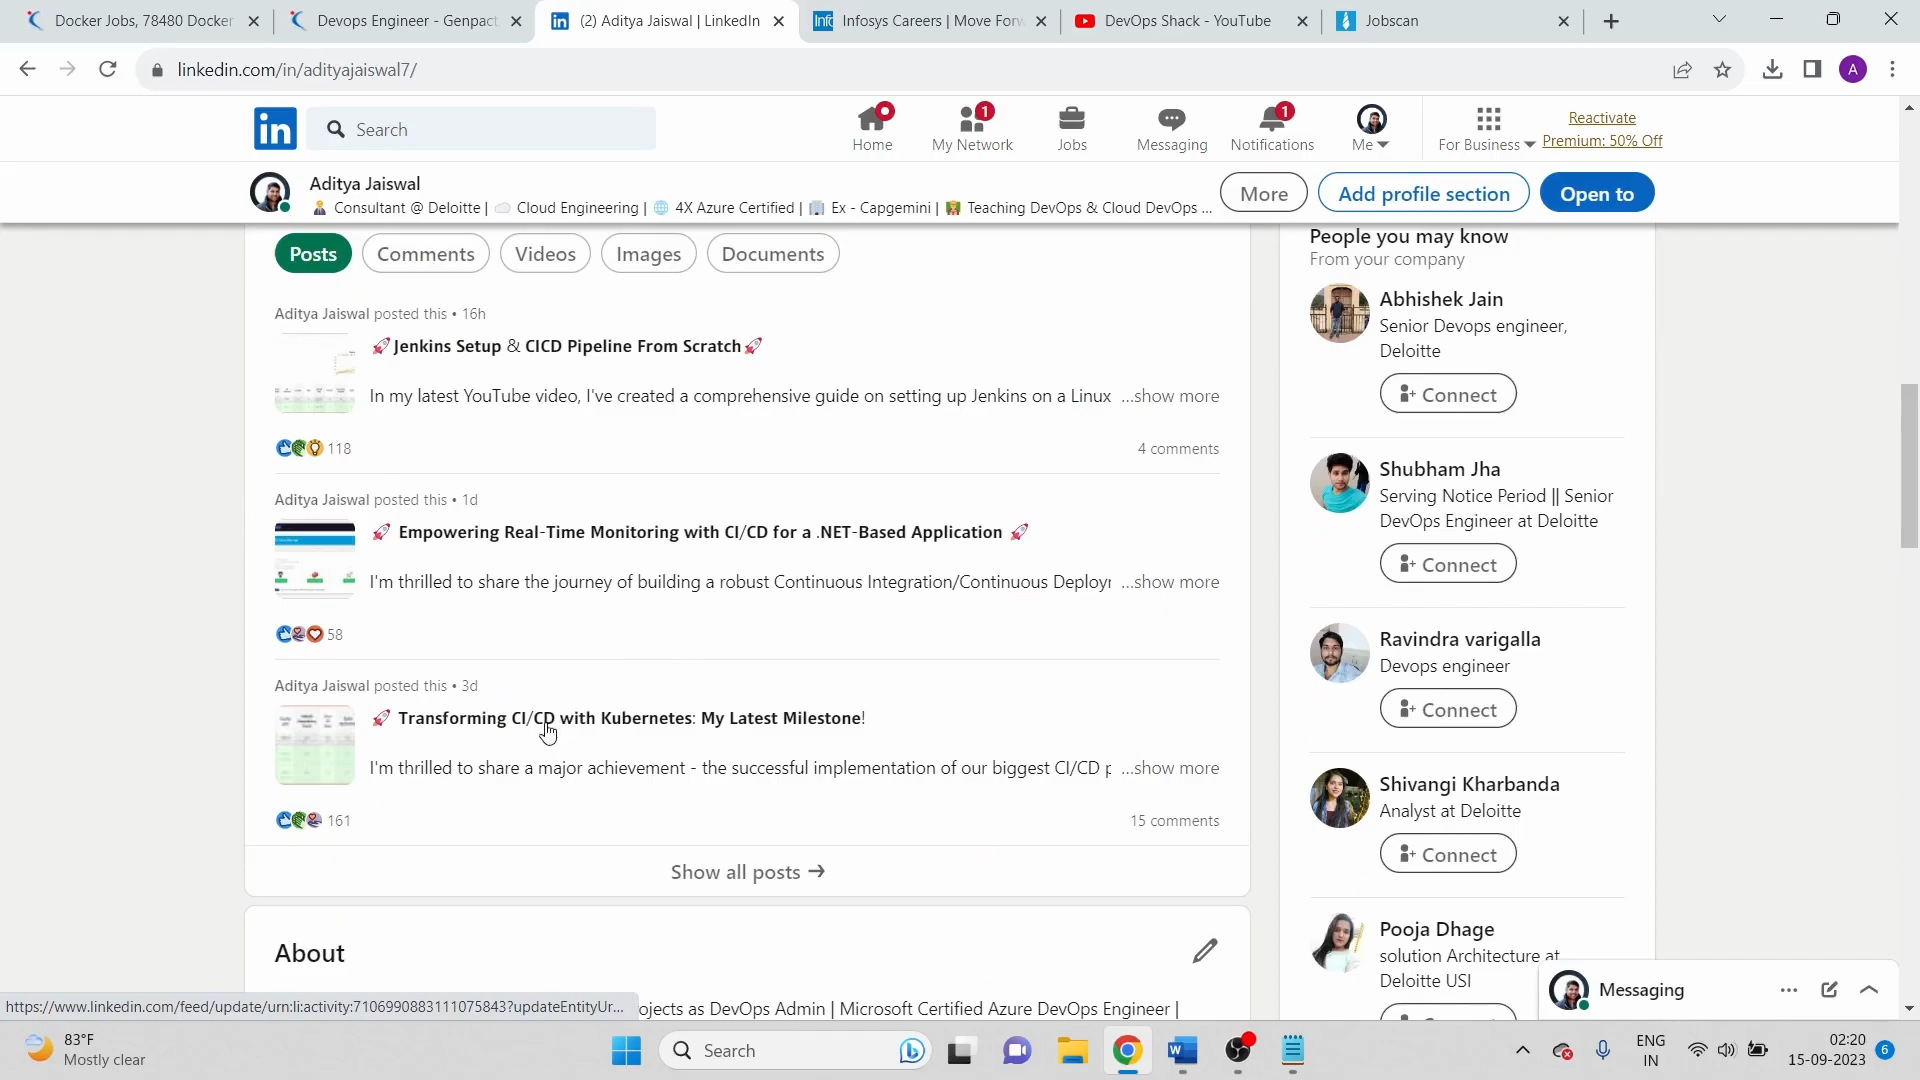 Docker Jobs, 78480 Docker
Devops Engineer - Genpact
(2) Aditya Jaiswal | LinkedIn
Infosys Careers | Move Forw
DevOps Shack - YouTube
Jobscan
linkedin.com/in/adityajaiswal7/
A
in
Search
Home
1
My Network
Jobs
Messaging
1
Notifications
Me
For Business
Reactivate
Premium: 50% Off
Aditya Jaiswal
Consultant @ Deloitte | Cloud Engineering | 4X Azure Certified | Ex - Capgemini | Teaching DevOps & Cloud DevOps ...
More
Add profile section
Open to
Posts
Comments
Videos
Images
Documents
Aditya Jaiswal posted this • 16h
🚀Jenkins Setup & CICD Pipeline From Scratch🚀
In my latest YouTube video, I've created a comprehensive guide on setting up Jenkins on a Linux ...show more
118
4 comments
Aditya Jaiswal posted this • 1d
🚀 Empowering Real-Time Monitoring with CI/CD for a .NET-Based Application 🚀
I'm thrilled to share the journey of building a robust Continuous Integration/Continuous Deployr ...show more
58
Aditya Jaiswal posted this • 3d
🚀 Transforming CI/CD with Kubernetes: My Latest Milestone!
I'm thrilled to share a major achievement - the successful implementation of our biggest CI/CD p ...show more
161
15 comments
Show all posts →
About
ojects as DevOps Admin | Microsoft Certified Azure DevOps Engineer |
People you may know
From your company
Abhishek Jain
Senior Devops engineer,
Deloitte
Connect
Shubham Jha
Serving Notice Period || Senior
DevOps Engineer at Deloitte
Connect
Ravindra varigalla
Devops engineer
Connect
Shivangi Kharbanda
Analyst at Deloitte
Connect
Pooja Dhage
solution Architecture at
Deloitte USI
Messaging
https://www.linkedin.com/feed/update/urn:li:activity:7106990883111075843?updateEntityUr...
83°F
Mostly clear
Search
ENG
IN
02:20
15-09-2023
6